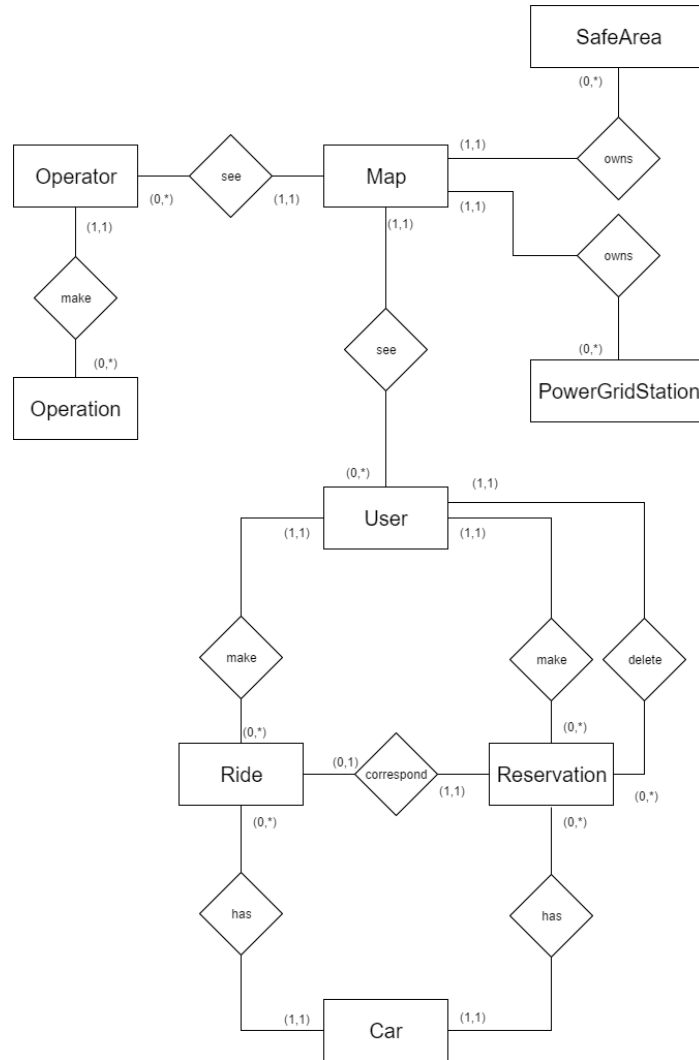 SafeArea
(0,*)
(1,1)
owns
Operator
see
Map
(0,*)
(1,1)
(1,1)
(1,1)
(1,1)
owns
make
see
(0,*)
(0,*)
Operation
PowerGridStation
(0,*)
(1,1)
User
(1,1)
(1,1)
make
make
delete
(0,*)
(0,*)
Ride
(0,1)
correspond
(1,1)
Reservation
(0,*)
(0,*)
(0,*)
has
has
(1,1)
Car
(1,1)